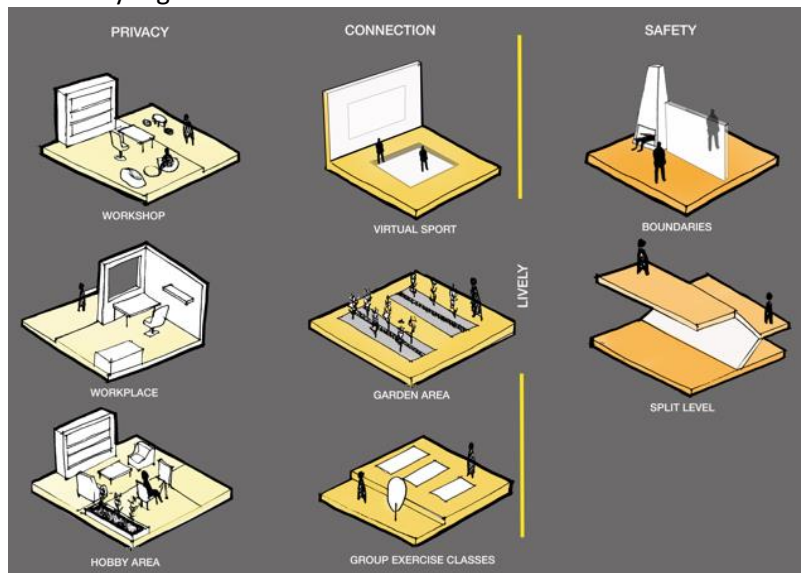 PRIVACY
CONNECTION
SAFETY
WORKSHOP
VIRTUAL SPORT
BOUNDARIES
LIVELY
WORKPLACE
GARDEN AREA
SPLIT LEVEL
HOBBY AREA
GROUP EXERCISE CLASSES